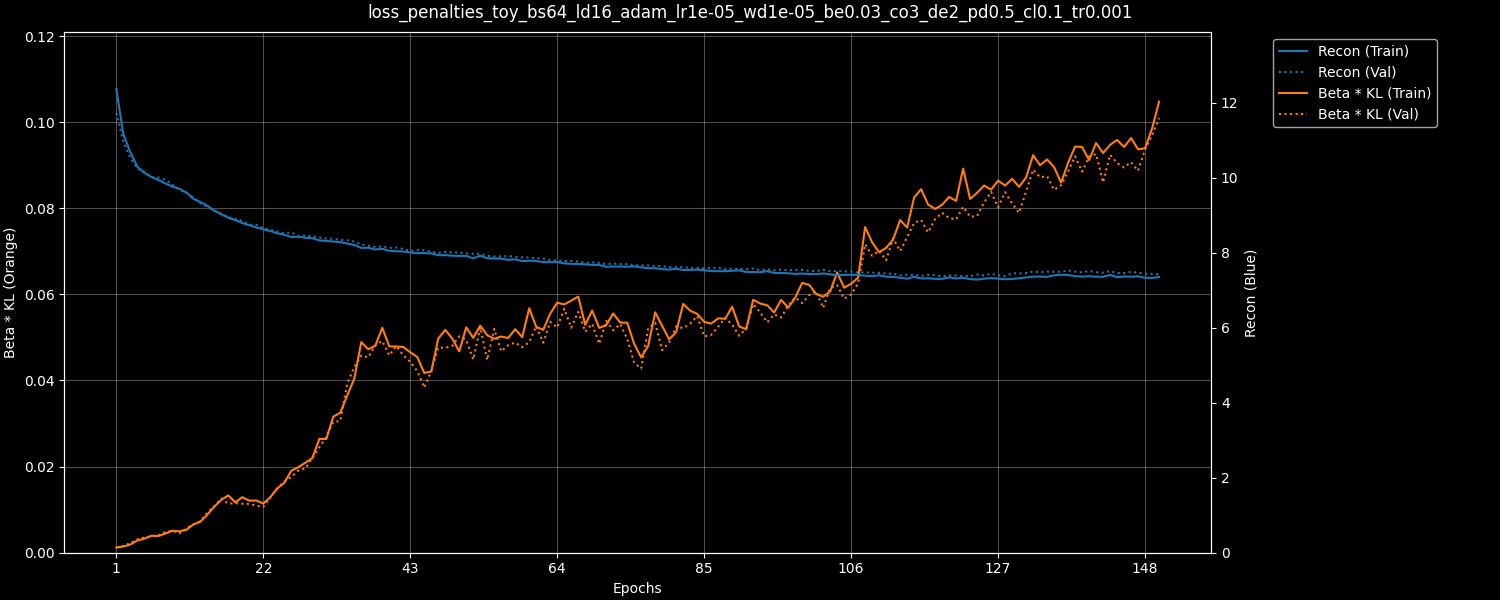 loss_penalties_toy_bs64_ld16_adam_lr1e-05_wd1e-05_be0.03_co3_de2_pd0.5_cl0.1_tr0.001
0.12
0.10
0.08
0.06
0.04
0.02
0.00
Beta * KL (Orange)
1
22
43
64
85
106
127
148
Epochs
12
10
8
6
4
2
0
Recon (Blue)
Recon (Train)
Recon (Val)
Beta * KL (Train)
Beta * KL (Val)